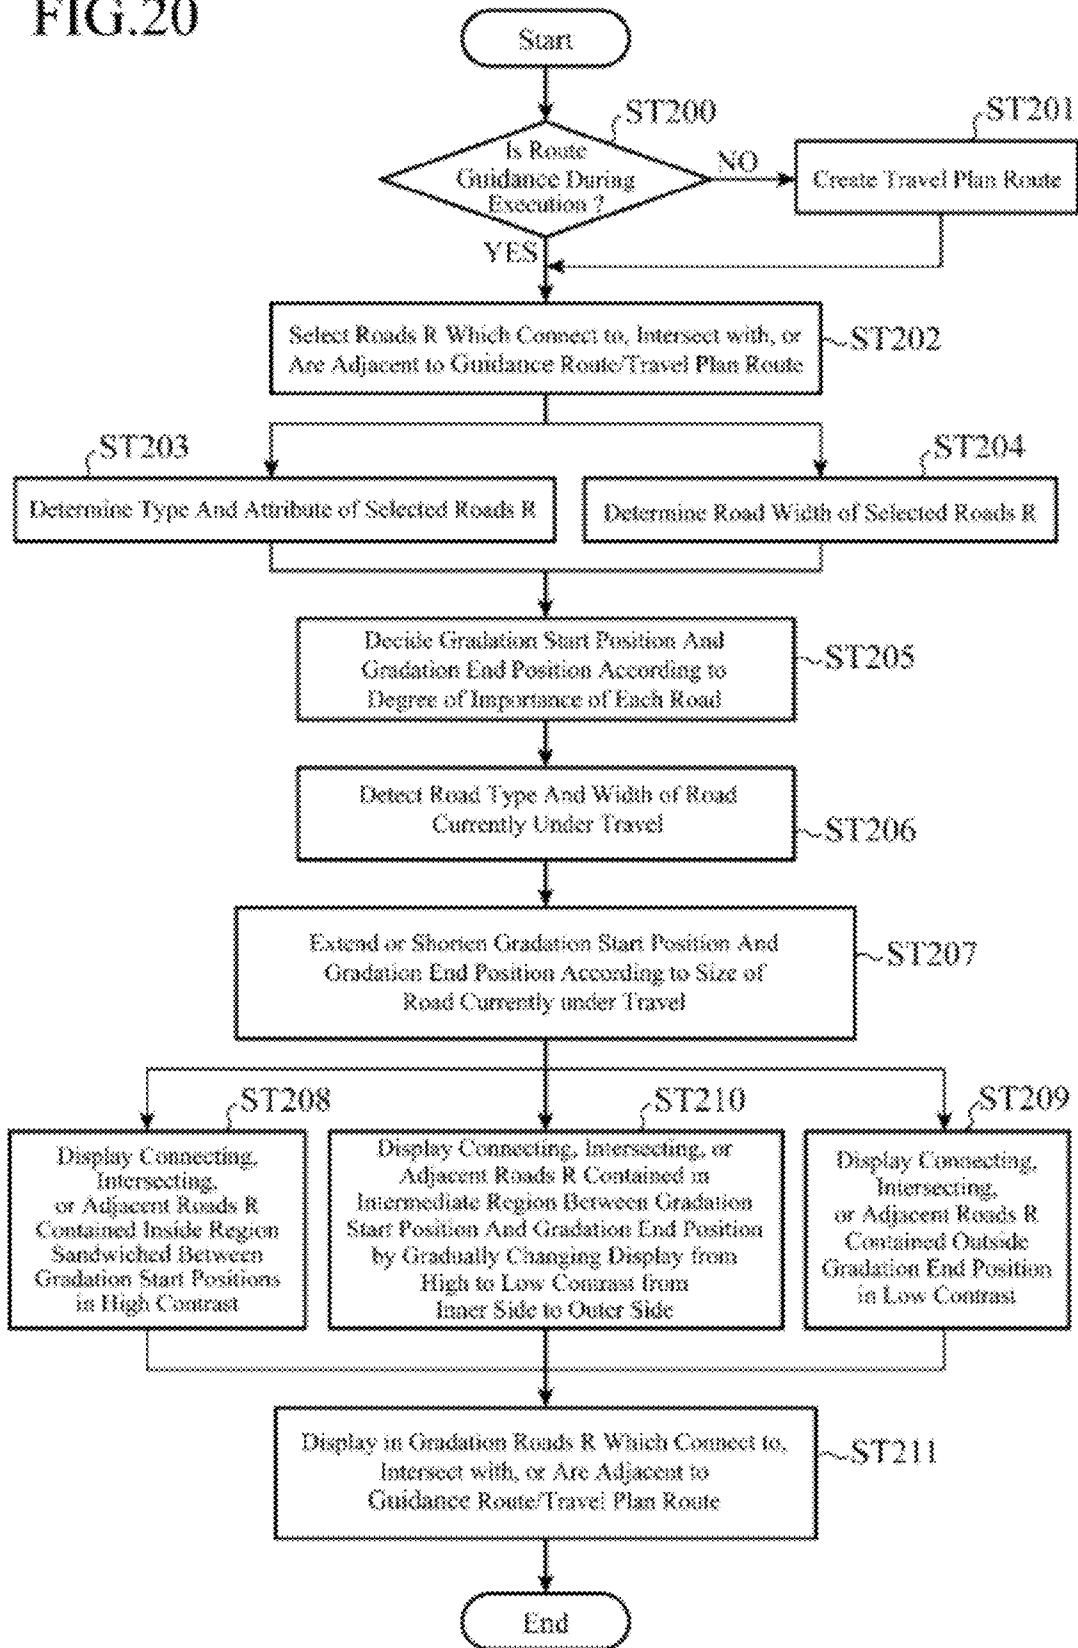 FIG.20
Start
ST200
Is Route
Guidance During
Execution ?
NO
ST201
Create Travel Plan Route
YES
Select Roads R Which Connect to, Intersect with, or
Are Adjacent to Guidance Route/Travel Plan Route
ST202
ST203
Determine Type And Attribute of Selected Roads R
ST204
Determine Road Width of Selected Roads R
Decide Gradation Start Position And
Gradation End Position According to
Degree of Importance of Each Road
ST205
Detect Road Type And Width of Road
Currently Under Travel
ST206
Extend or Shorten Gradation Start Position And
Gradation End Position According to Size of
Road Currently under Travel
ST207
ST208
Display Connecting,
Intersecting,
or Adjacent Roads R
Contained Inside Region
Sandwiched Between
Gradation Start Positions
in High Contrast
ST210
Display Connecting, Intersecting, or
Adjacent Roads R Contained in
Intermediate Region Between Gradation
Start Position And Gradation End Position
by Gradually Changing Display from
High to Low Contrast from
Inner Side to Outer Side
ST209
Display Connecting,
Intersecting,
or Adjacent Roads R
Contained Outside
Gradation End Position
in Low Contrast
Display in Gradation Roads R Which Connect to,
Intersect with, or Are Adjacent to
Guidance Route/Travel Plan Route
ST211
End